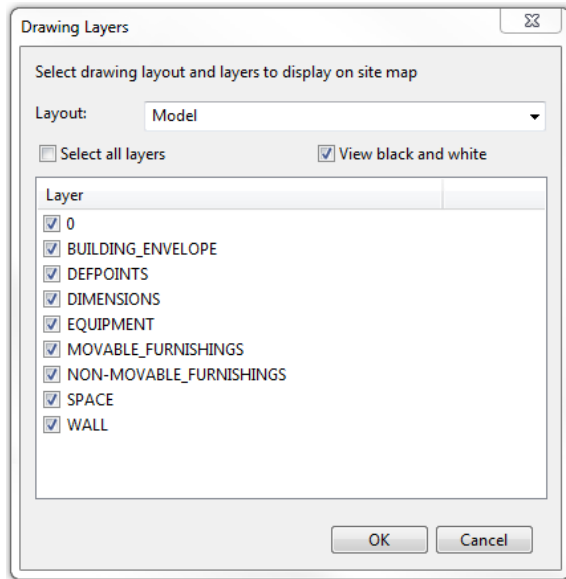 Drawing Layers
Select drawing layout and layers to display on site map
Layout: Model
Select all layers View black and white
Layer
0
BUILDING_ENVELOPE
DEFPOINTS
DIMENSIONS
EQUIPMENT
MOVABLE_FURNISHINGS
NON-MOVABLE_FURNISHINGS
SPACE
WALL
OK Cancel